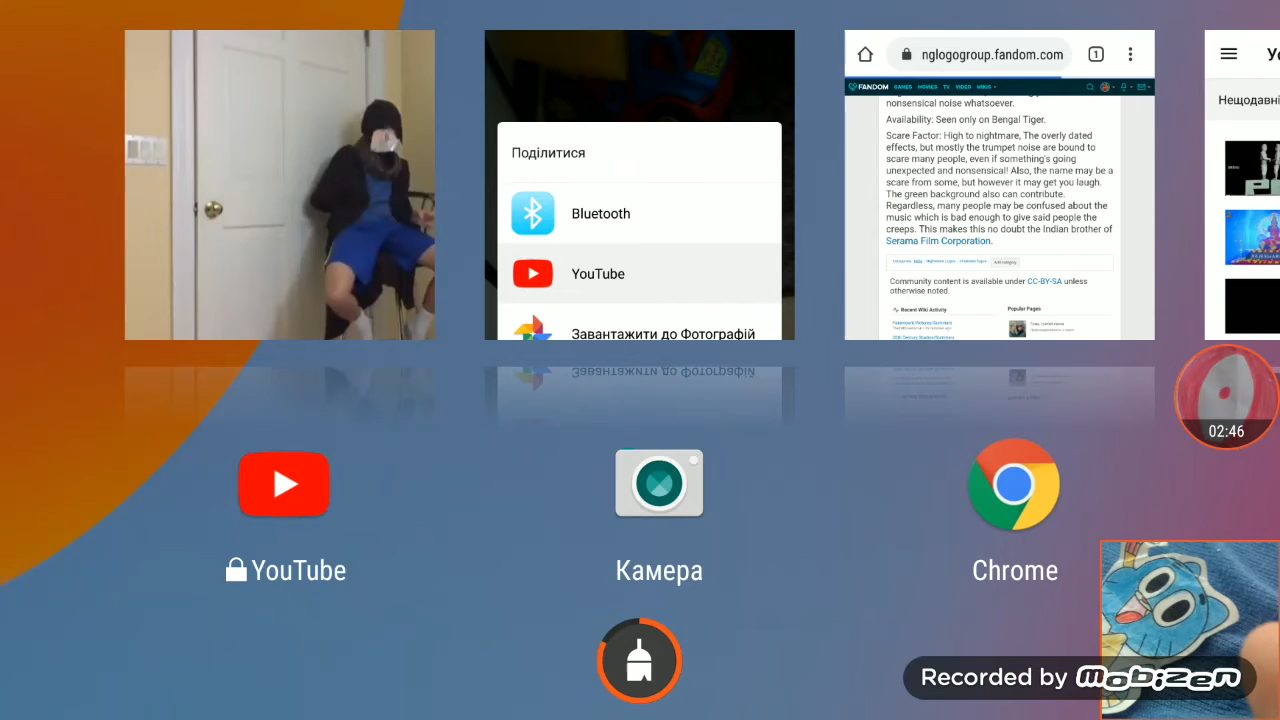 Поділитися
Bluetooth
YouTube
Завантажити до Фотографій
nglogogroup.fandom.com
1
FANDOM GAMES MOVIES TV VIDEO WIKIS
nonsensical noise whatsoever.
Availability: Seen only on Bengal Tiger.
Scare Factor: High to nightmare, The overly dated
effects, but mostly the trumpet noise are bound to
scare many people, even if something's going
unexpected and nonsensical! Also, the name may be a
scare from some, but however it may get you laugh.
The green background also can contribute.
Regardless, many people may be confused about the
music which is bad enough to give said people the
creeps. This makes this no doubt the Indian brother of
Serama Film Corporation.
Community content is available under CC-BY-SA unless
otherwise noted.
Recent Wiki Activity
Popular Pages
Нещодавні
02:46
YouTube
Камера
Chrome
Recorded by Mobizen